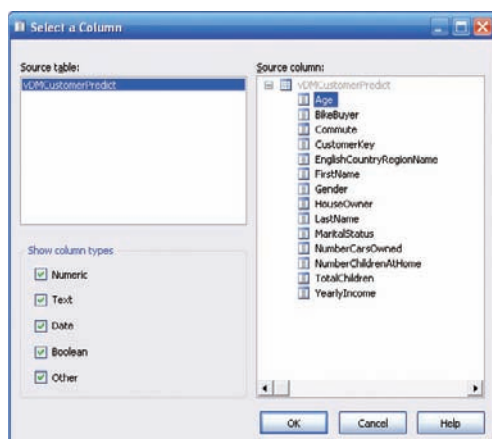 Select a Column
Source table:
vDMCustomerPredict
Show column types
Numeric
Text
Date
Boolean
Other
Source column:
vDMCustomerPredict
Age
BikeBuyer
Commute
CustomerKey
EnglishCountryRegionName
FirstName
Gender
HouseOwner
LastName
MaritalStatus
NumberCarsOwned
NumberChildrenAtHome
TotalChildren
YearlyIncome
OK
Cancel
Help